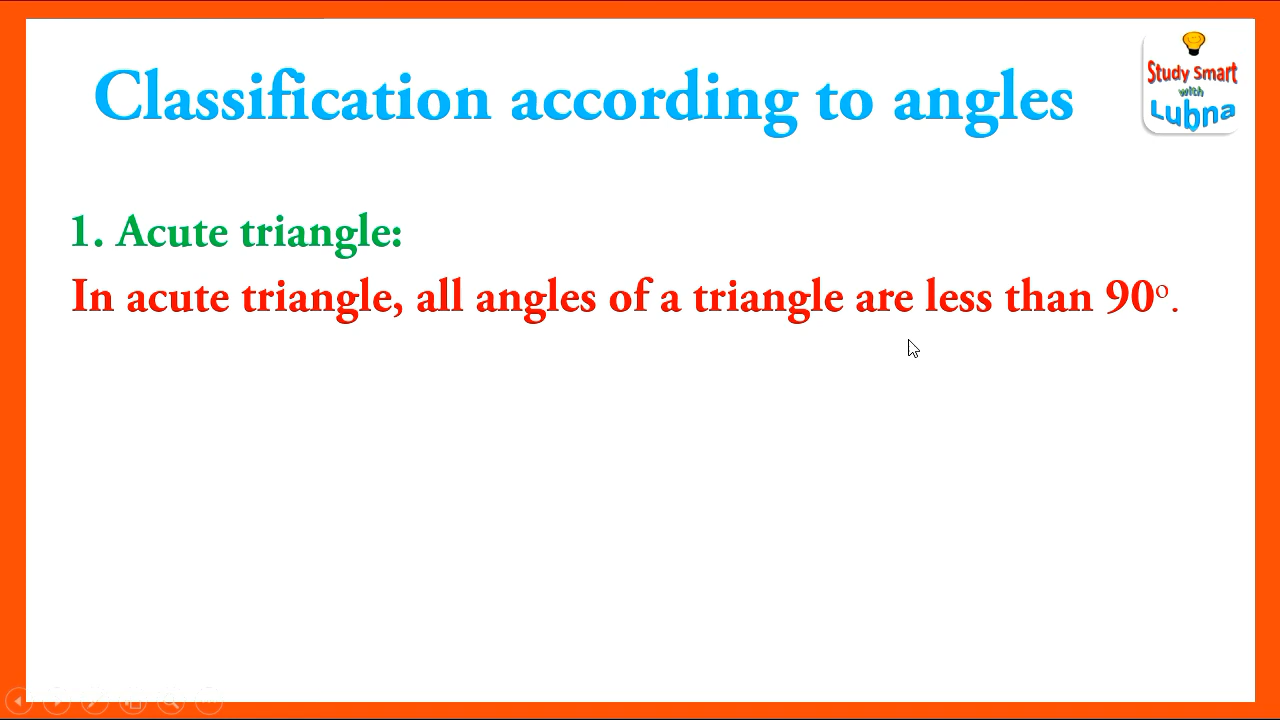 Classification according to angles
Study Smart
with
Lubna
1. Acute triangle:
In acute triangle, all angles of a triangle are less than 90º.